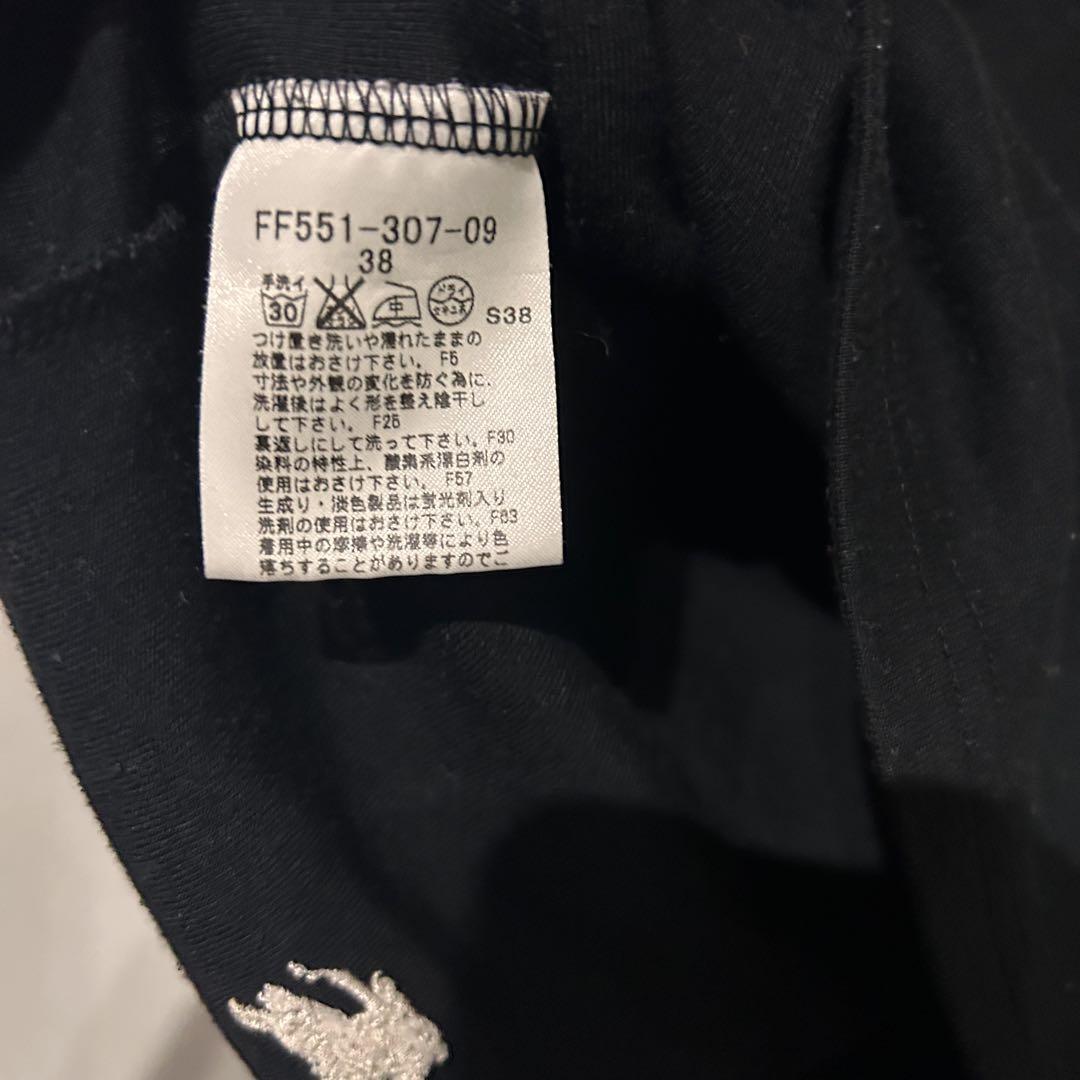 FF551-307-09
38
手洗イ
30 中 ドライ セキユ系 S38
つけ置き洗いや濡れたままの
放置はおさけ下さい。 F5
寸法や外観の変化を防ぐ為に、
洗濯後はよく形を整え陰干し
して下さい。 F25
裏返しにして洗って下さい。F30
染料の特性上、酸素系漂白剤の
使用はおさけ下さい。 F57
生成り・淡色製品は蛍光剤入り
洗剤の使用はおさけ下さい。F63
着用中の摩擦や洗濯等により色
落ちすることがありますのでご